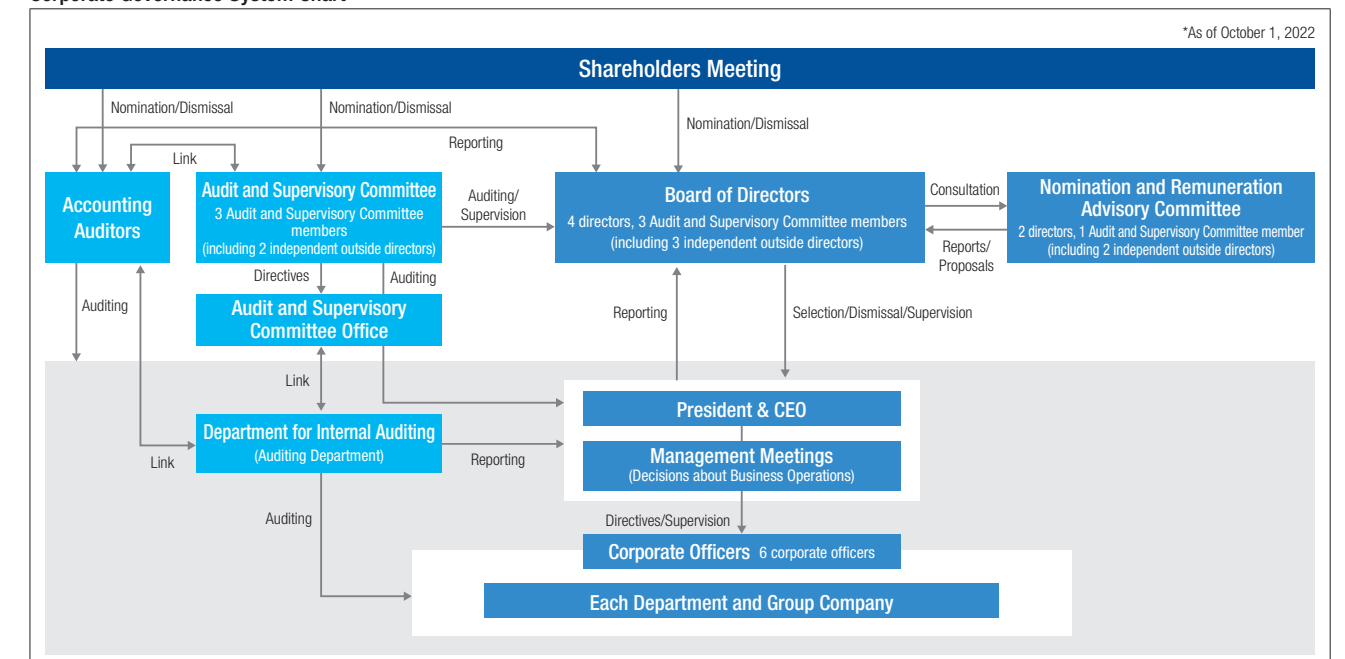 *As of October 1, 2022
Shareholders Meeting
Nomination/Dismissal
Nomination/Dismissal
Nomination/Dismissal
Reporting
Link
Accounting
Auditors
Audit and Supervisory Committee
3 Audit and Supervisory Committee
members
(including 2 independent outside directors)
Auditing/
Supervision
Board of Directors
4 directors, 3 Audit and Supervisory Committee members
(including 3 independent outside directors)
Consultation
Reports/
Proposals
Nomination and Remuneration
Advisory Committee
2 directors, 1 Audit and Supervisory Committee member
(including 2 independent outside directors)
Directives
Auditing
Auditing
Audit and Supervisory
Committee Office
Reporting
Selection/Dismissal/Supervision
Link
President & CEO
Department for Internal Auditing
(Auditing Department)
Link
Reporting
Management Meetings
(Decisions about Business Operations)
Auditing
Directives/Supervision
Corporate Officers 6 corporate officers
Each Department and Group Company